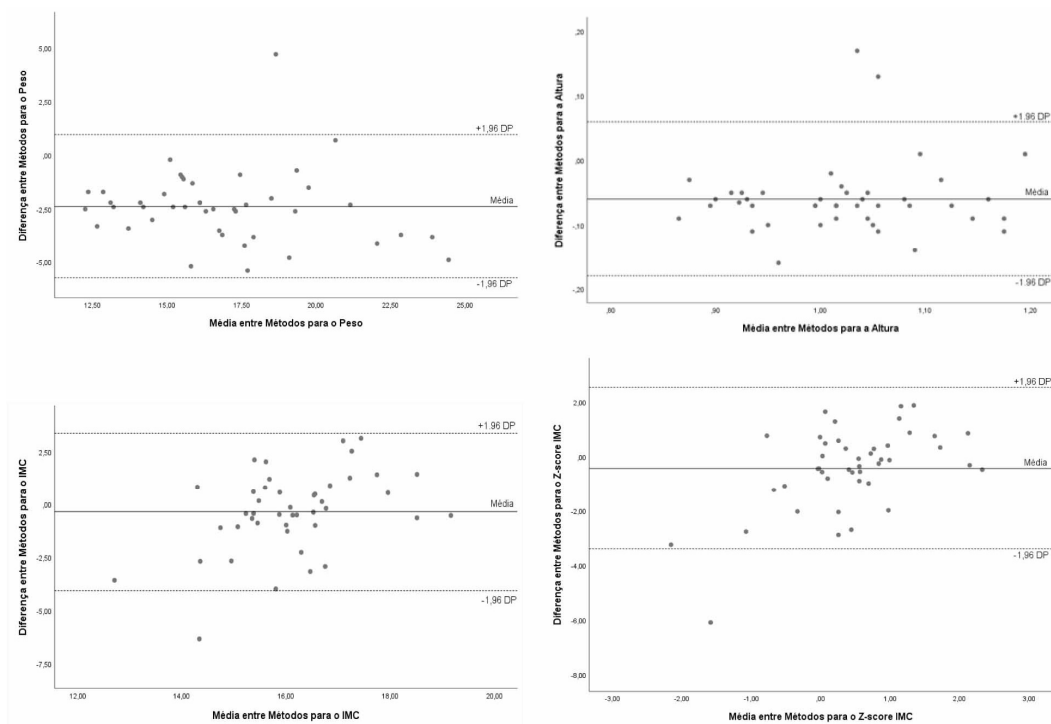 Diferença entre Métodos para o Peso
5,00
2,50
,00
-2,50
-5,00
+1,96 DP
Média
-1,96 DP
12,50 15,00 17,50 20,00 22,50 25,00
Média entre Métodos para o Peso
Diferença entre Métodos para a Altura
,20
,10
,00
-,10
-,20
+1.96 DP
Média
-1.96 DP
,80 ,90 1,00 1,10 1,20
Média entre Métodos para a Altura
Diferença entre Métodos para o IMC
2,50
,00
-2,50
-5,00
-7,50
+1.96 DP
Média
-1,96 DP
12,00 14,00 16,00 18,00 20,00
Média entre Métodos para o IMC
Diferença entre Métodos para o Z-score IMC
2,00
,00
-2,00
-4,00
-6,00
-8,00
+1,96 DP
Média
-1,96 DP
-3,00 -2,00 -1,00 ,00 1,00 2,00 3,00
Média entre Métodos para o Z-score IMC